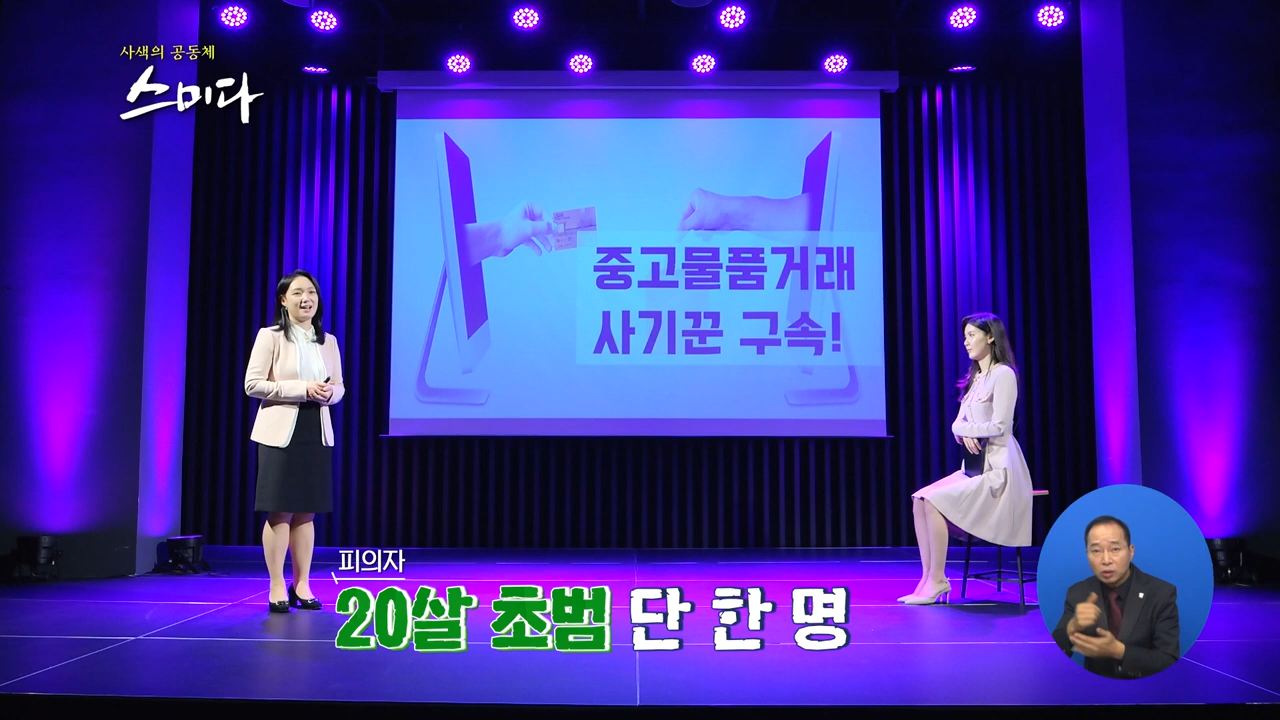 사색의 공동체
스미다
중고물품거래
사기꾼 구속!
피의자
20살 초범 단 한 명